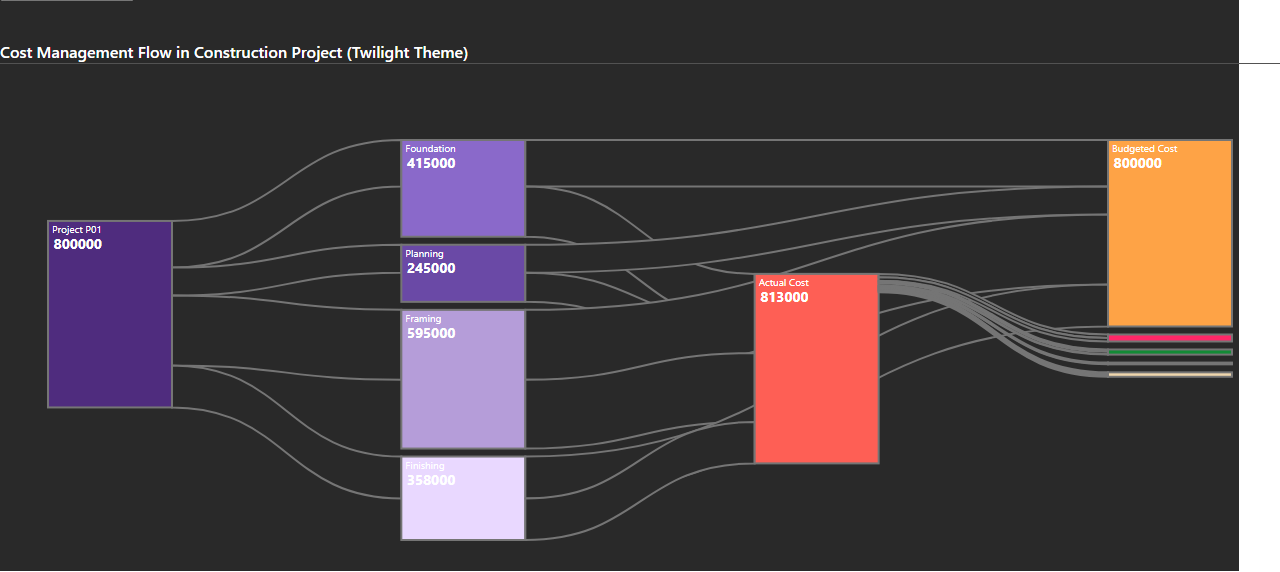 Cost Management Flow in Construction Project (Twilight Theme)
Project P01
800000
Foundation
415000
Planning
245000
Framing
595000
Finishing
358000
Actual Cost
813000
Budgeted Cost
800000